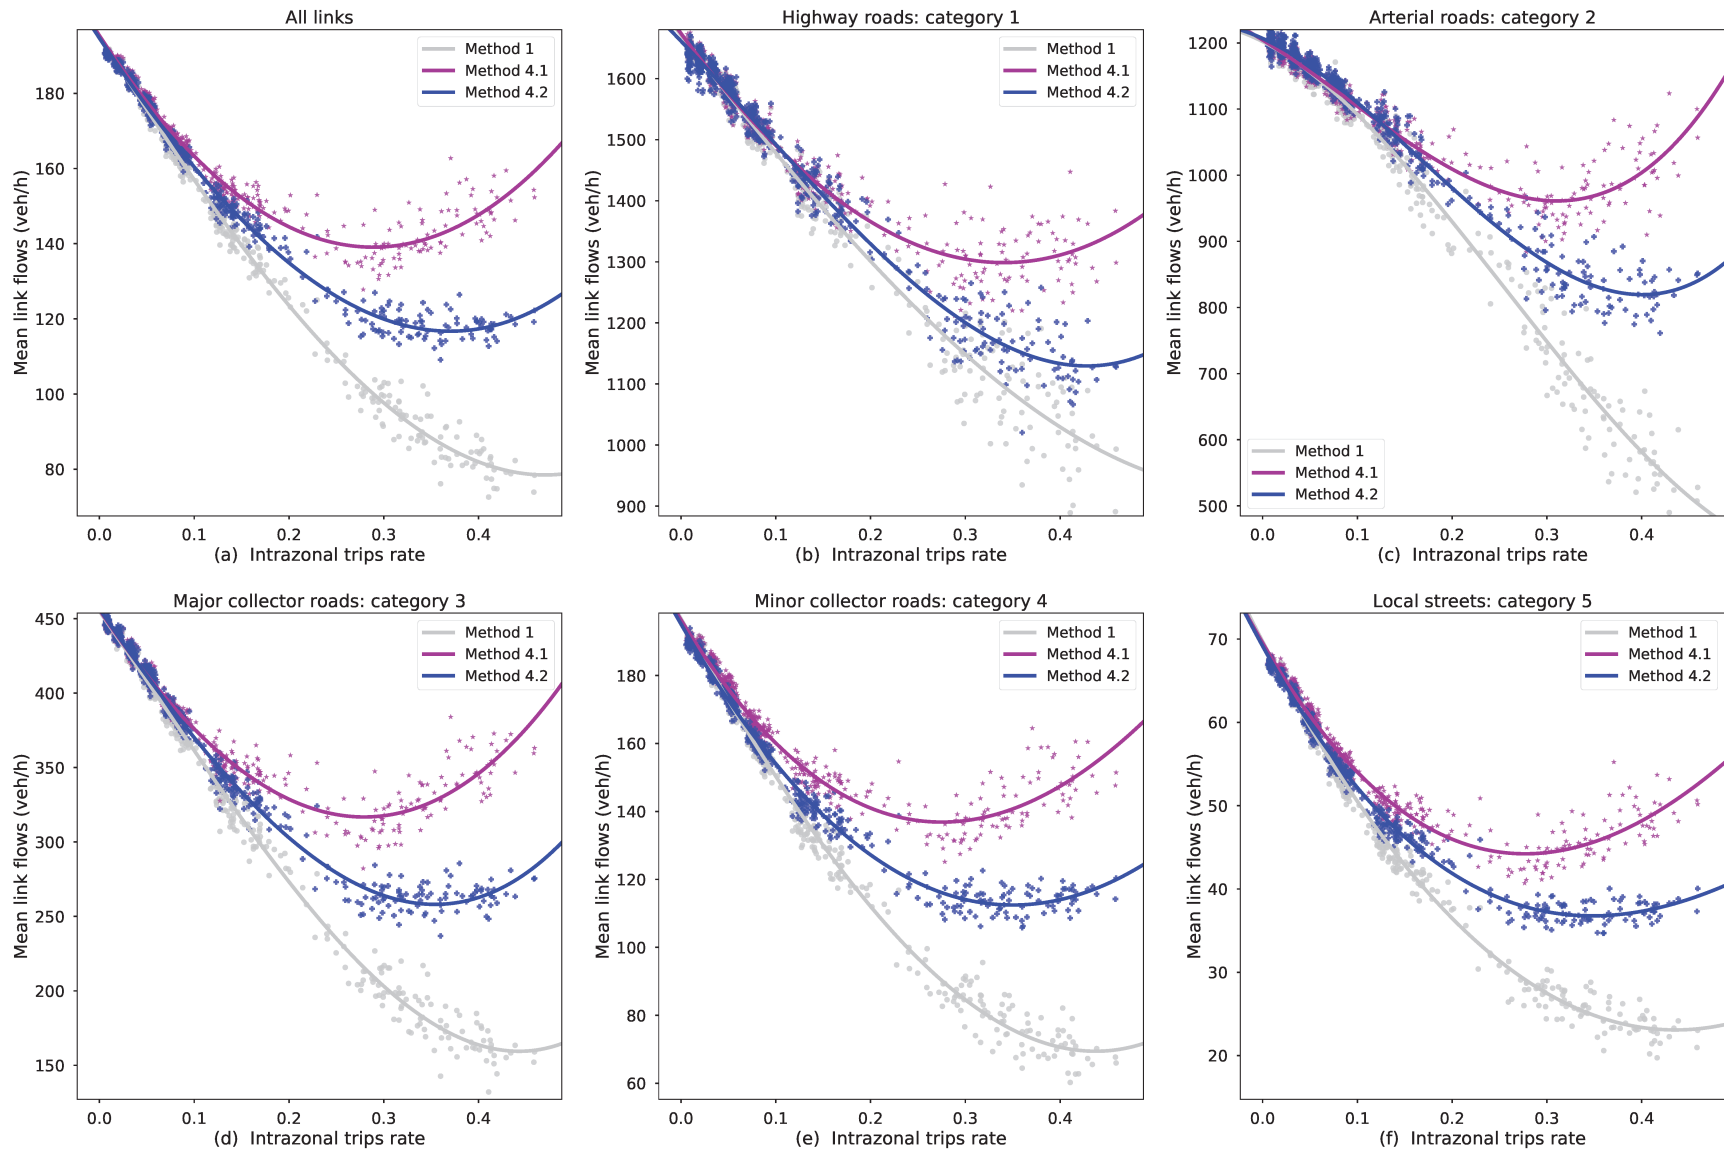 All links
Method 1
Method 4.1
Method 4.2
Mean link flows (veh/h)
180
160
140
120
100
80
0.0 0.1 0.2 0.3 0.4
(a) Intrazonal trips rate
Highway roads: category 1
Method 1
Method 4.1
Method 4.2
Mean link flows (veh/h)
1600
1500
1400
1300
1200
1100
1000
900
0.0 0.1 0.2 0.3 0.4
(b) Intrazonal trips rate
Arterial roads: category 2
Mean link flows (veh/h)
1200
1100
1000
900
800
700
600
500
Method 1
Method 4.1
Method 4.2
0.0 0.1 0.2 0.3 0.4
(c) Intrazonal trips rate
Major collector roads: category 3
Method 1
Method 4.1
Method 4.2
Mean link flows (veh/h)
450
400
350
300
250
200
150
0.0 0.1 0.2 0.3 0.4
(d) Intrazonal trips rate
Minor collector roads: category 4
Method 1
Method 4.1
Method 4.2
Mean link flows (veh/h)
180
160
140
120
100
80
60
0.0 0.1 0.2 0.3 0.4
(e) Intrazonal trips rate
Local streets: category 5
Method 1
Method 4.1
Method 4.2
Mean link flows (veh/h)
70
60
50
40
30
20
0.0 0.1 0.2 0.3 0.4
(f) Intrazonal trips rate